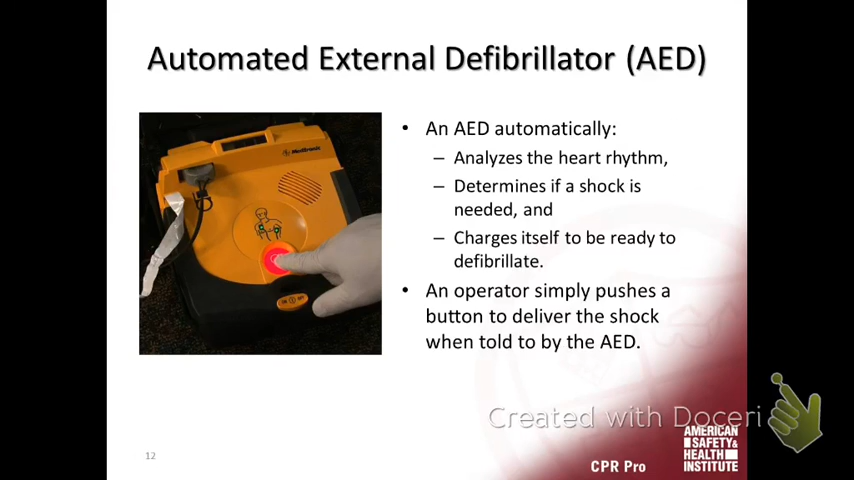 Automated External Defibrillator (AED)
Medtronic
• An AED automatically:
– Analyzes the heart rhythm,
– Determines if a shock is
needed, and
– Charges itself to be ready to
defibrillate.
• An operator simply pushes a
button to deliver the shock
when told to by the AED.
Created with Doceri
12
CPR Pro
AMERICAN
SAFETY&
HEALTH
INSTITUTE